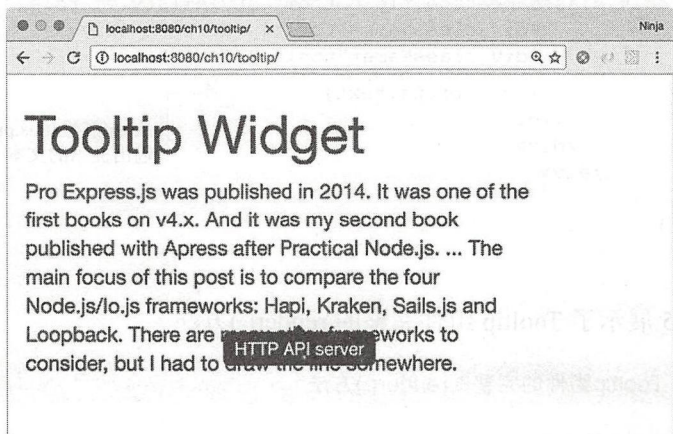 localhost:8080/ch10/tooltip/ ×
Ninja
localhost:8080/ch10/tooltip/
Tooltip Widget
Pro Express.js was published in 2014. It was one of the
first books on v4.x. And it was my second book
published with Apress after Practical Node.js. ... The
main focus of this post is to compare the four
Node.js/Io.js frameworks: Hapi, Kraken, Sails.js and
Loopback. There are eworks to
HTTP API server
consider, but I had to draw the line somewhere.